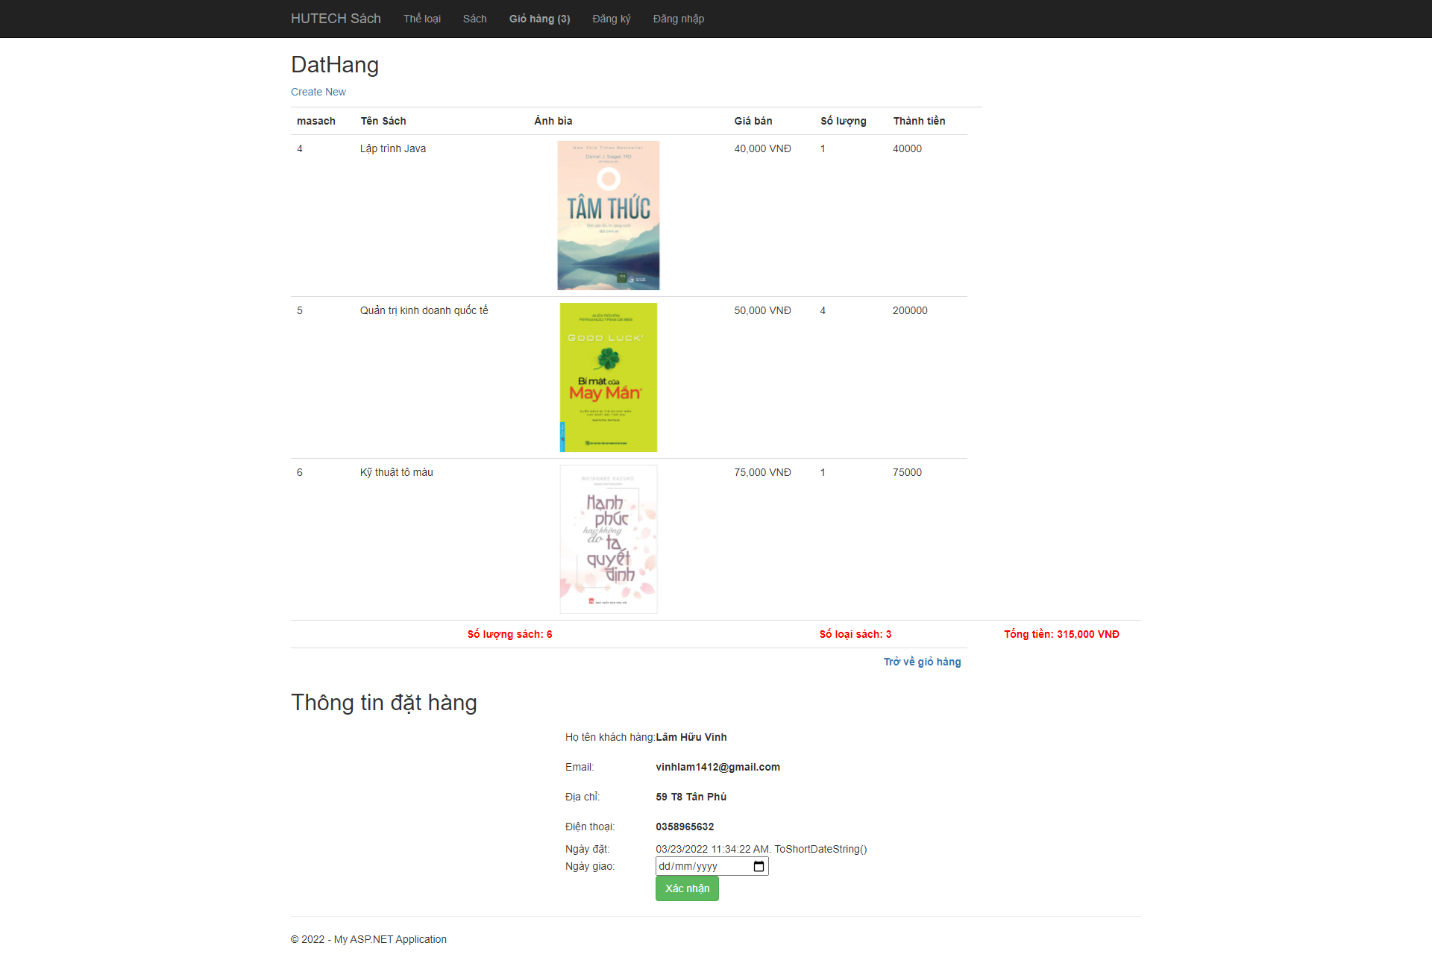 HUTECH Sách Thể loại Sách Giỏ hàng (3) Đăng ký Đăng nhập
DatHang
Create New
masach Tên Sách Ảnh bìa Giá bán Số lượng Thành tiền
4 Lập trình Java 40,000 VNĐ 1 40000
Daniel J. Siegel, MD
TÂM THỨC
5 Quản trị kinh doanh quốc tế 50,000 VNĐ 4 200000
GOOD LUCK!
Bí mật của
May Mắn
6 Kỹ thuật tô màu 75,000 VNĐ 1 75000
WATANABE KAZUKO
Hạnh
phúc
hay không
do ta
quyết
định
Số lượng sách: 6 Số loại sách: 3 Tổng tiền: 315,000 VNĐ
Trở về giỏ hàng
Thông tin đặt hàng
Họ tên khách hàng:Lâm Hữu Vinh
Email: vinhlam1412@gmail.com
Địa chỉ: 59 T8 Tân Phú
Điện thoại: 0358965632
Ngày đặt: 03/23/2022 11:34:22 AM. ToShortDateString()
Ngày giao: dd/mm/yyyy
Xác nhận
© 2022 - My ASP.NET Application